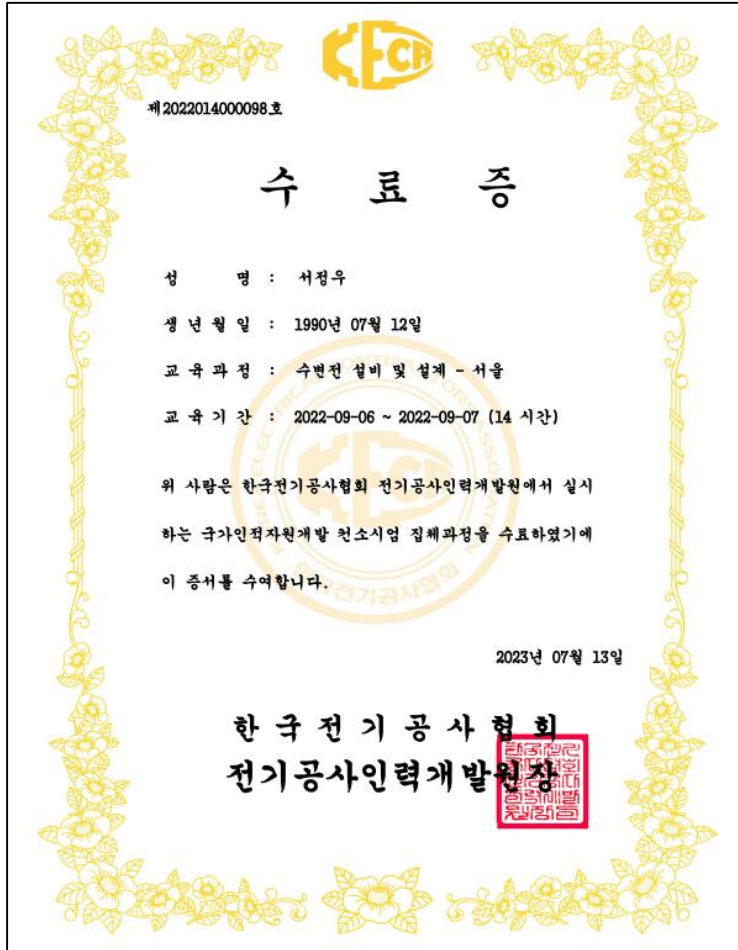 KECA
제2022014000098호
수 료 증
성 명 : 서정우
생 년 월 일 : 1990년 07월 12일
교 육 과 정 : 수변전 설비 및 설계 - 서울
교 육 기 간 : 2022-09-06 ~ 2022-09-07 (14 시간)
위 사람은 한국전기공사협회 전기공사인력개발원에서 실시
하는 국가인적자원개발 컨소시엄 집체과정을 수료하였기에
이 증서를 수여합니다.
2023년 07월 13일
한 국 전 기 공 사 협 회
전기공사인력개발원장